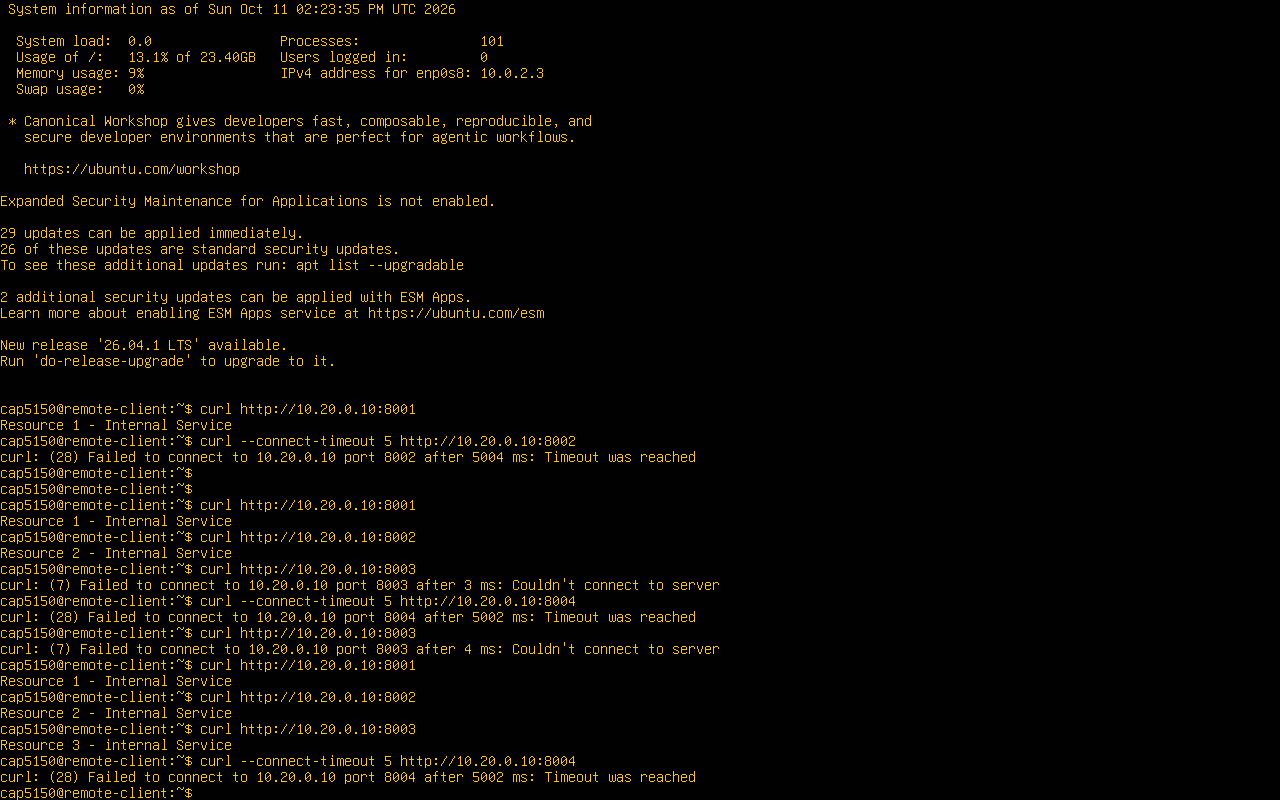 System information as of Sun Oct 11 02:23:35 PM UTC 2026
System load:  0.0                Processes:               101
Usage of /:   13.1% of 23.40GB   Users logged in:         0
Memory usage: 9%                 IPv4 address for enp0s8: 10.0.2.3
Swap usage:   0%
* Canonical Workshop gives developers fast, composable, reproducible, and
secure developer environments that are perfect for agentic workflows.
https://ubuntu.com/workshop
Expanded Security Maintenance for Applications is not enabled.
29 updates can be applied immediately.
26 of these updates are standard security updates.
To see these additional updates run: apt list --upgradable
2 additional security updates can be applied with ESM Apps.
Learn more about enabling ESM Apps service at https://ubuntu.com/esm
New release '26.04.1 LTS' available.
Run 'do-release-upgrade' to upgrade to it.
cap5150@remote-client:~$ curl http://10.20.0.10:8001
Resource 1 - Internal Service
cap5150@remote-client:~$ curl --connect-timeout 5 http://10.20.0.10:8002
curl: (28) Failed to connect to 10.20.0.10 port 8002 after 5004 ms: Timeout was reached
cap5150@remote-client:~$
cap5150@remote-client:~$
cap5150@remote-client:~$ curl http://10.20.0.10:8001
Resource 1 - Internal Service
cap5150@remote-client:~$ curl http://10.20.0.10:8002
Resource 2 - Internal Service
cap5150@remote-client:~$ curl http://10.20.0.10:8003
curl: (7) Failed to connect to 10.20.0.10 port 8003 after 3 ms: Couldn't connect to server
cap5150@remote-client:~$ curl --connect-timeout 5 http://10.20.0.10:8004
curl: (28) Failed to connect to 10.20.0.10 port 8004 after 5002 ms: Timeout was reached
cap5150@remote-client:~$ curl http://10.20.0.10:8003
curl: (7) Failed to connect to 10.20.0.10 port 8003 after 4 ms: Couldn't connect to server
cap5150@remote-client:~$ curl http://10.20.0.10:8001
Resource 1 - Internal Service
cap5150@remote-client:~$ curl http://10.20.0.10:8002
Resource 2 - Internal Service
cap5150@remote-client:~$ curl http://10.20.0.10:8003
Resource 3 - internal Service
cap5150@remote-client:~$ curl --connect-timeout 5 http://10.20.0.10:8004
curl: (28) Failed to connect to 10.20.0.10 port 8004 after 5002 ms: Timeout was reached
cap5150@remote-client:~$